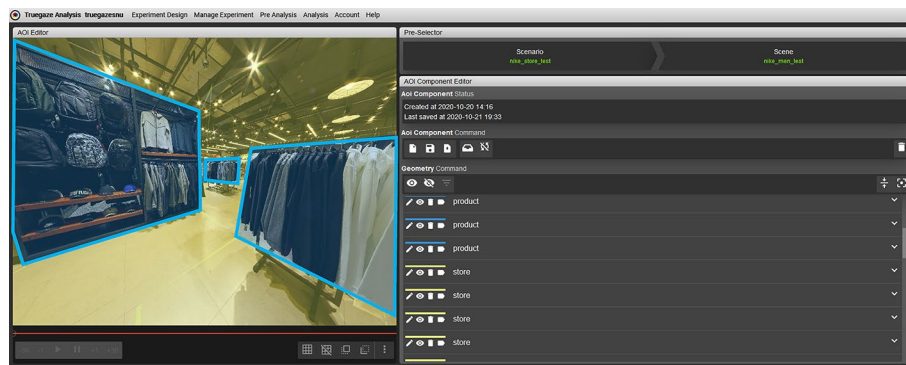 Truegaze Analysis truegazesnu Experiment Design Manage Experiment Pre Analysis Analysis Account Help
AOI Editor
Pre-Selector
Scenario
nike_store_test
Scene
nike_men_test
AOI Component Editor
Aoi Component Status
Created at 2020-10-20 14:16
Last saved at 2020-10-21 19:33
Aoi Component Command
Geometry Command
product
product
product
store
store
store
store